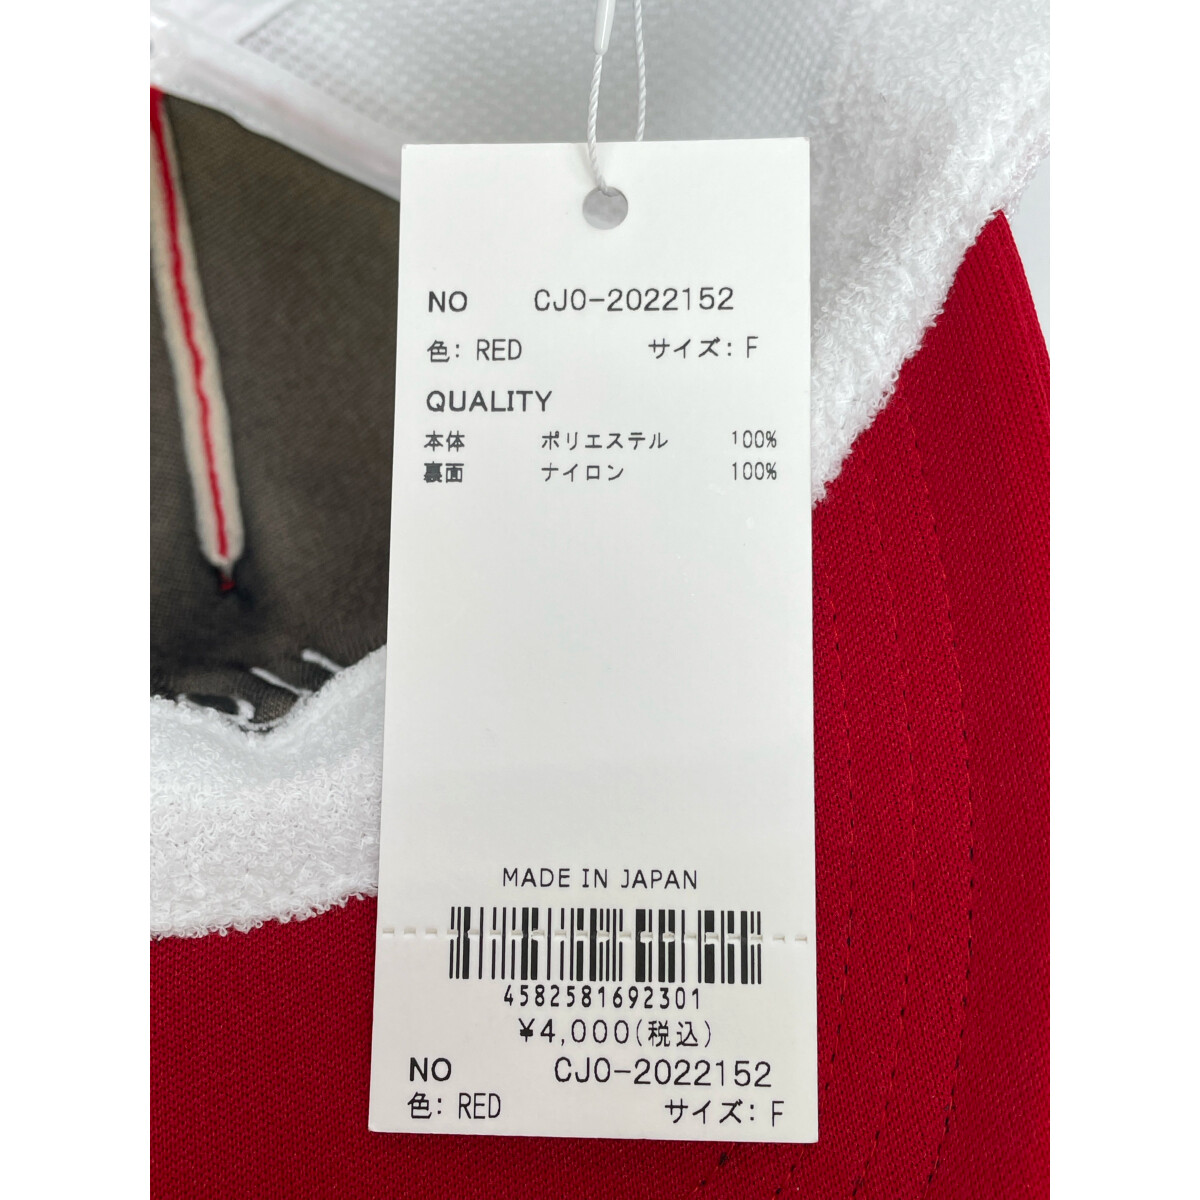 NO CJO-2022152
色: RED サイズ: F
QUALITY
本体 ポリエステル 100%
裏面 ナイロン 100%
MADE IN JAPAN
4582581692301
¥4,000(税込)
NO CJO-2022152
色: RED サイズ: F